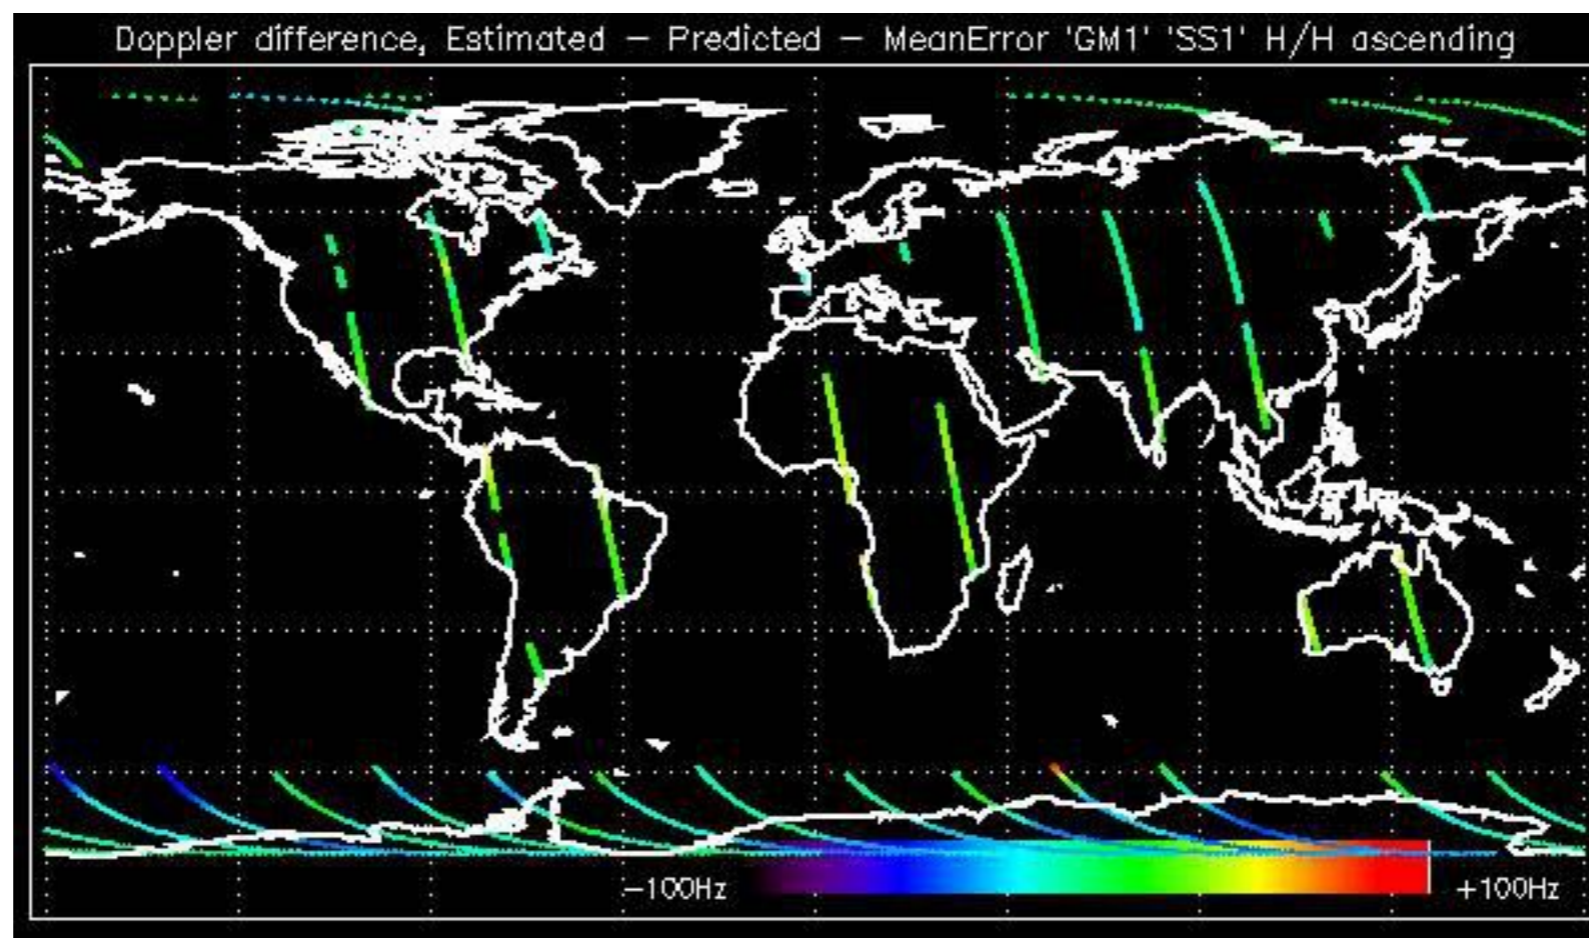 Doppler difference, Estimated - Predicted - MeanError 'GM1' 'SS1' H/H ascending
-100Hz +100Hz